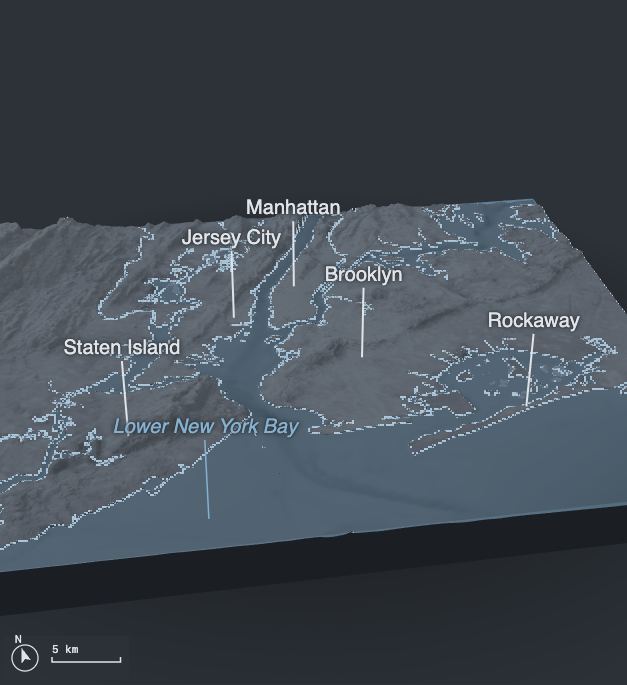 Manhattan
Jersey City
Brooklyn
Rockaway
Staten Island
Lower New York Bay
N
5 km